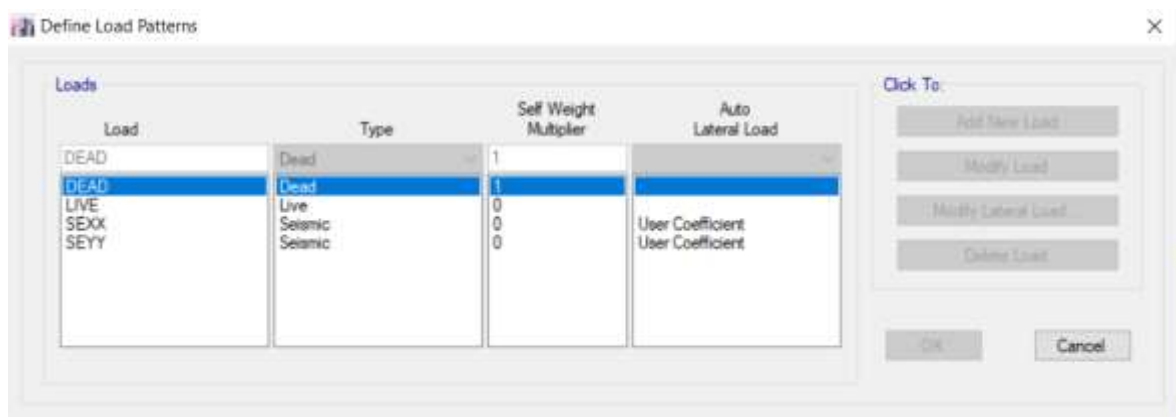 Define Load Patterns
Loads
Load
Type
Self Weight
Multiplier
Auto
Lateral Load
DEAD Dead 1
DEAD Dead 1
LIVE Live 0
SEXX Seismic 0 User Coefficient
SEYY Seismic 0 User Coefficient
Click To:
Add New Load
Modify Load
Modify Lateral Load...
Delete Load
OK
Cancel